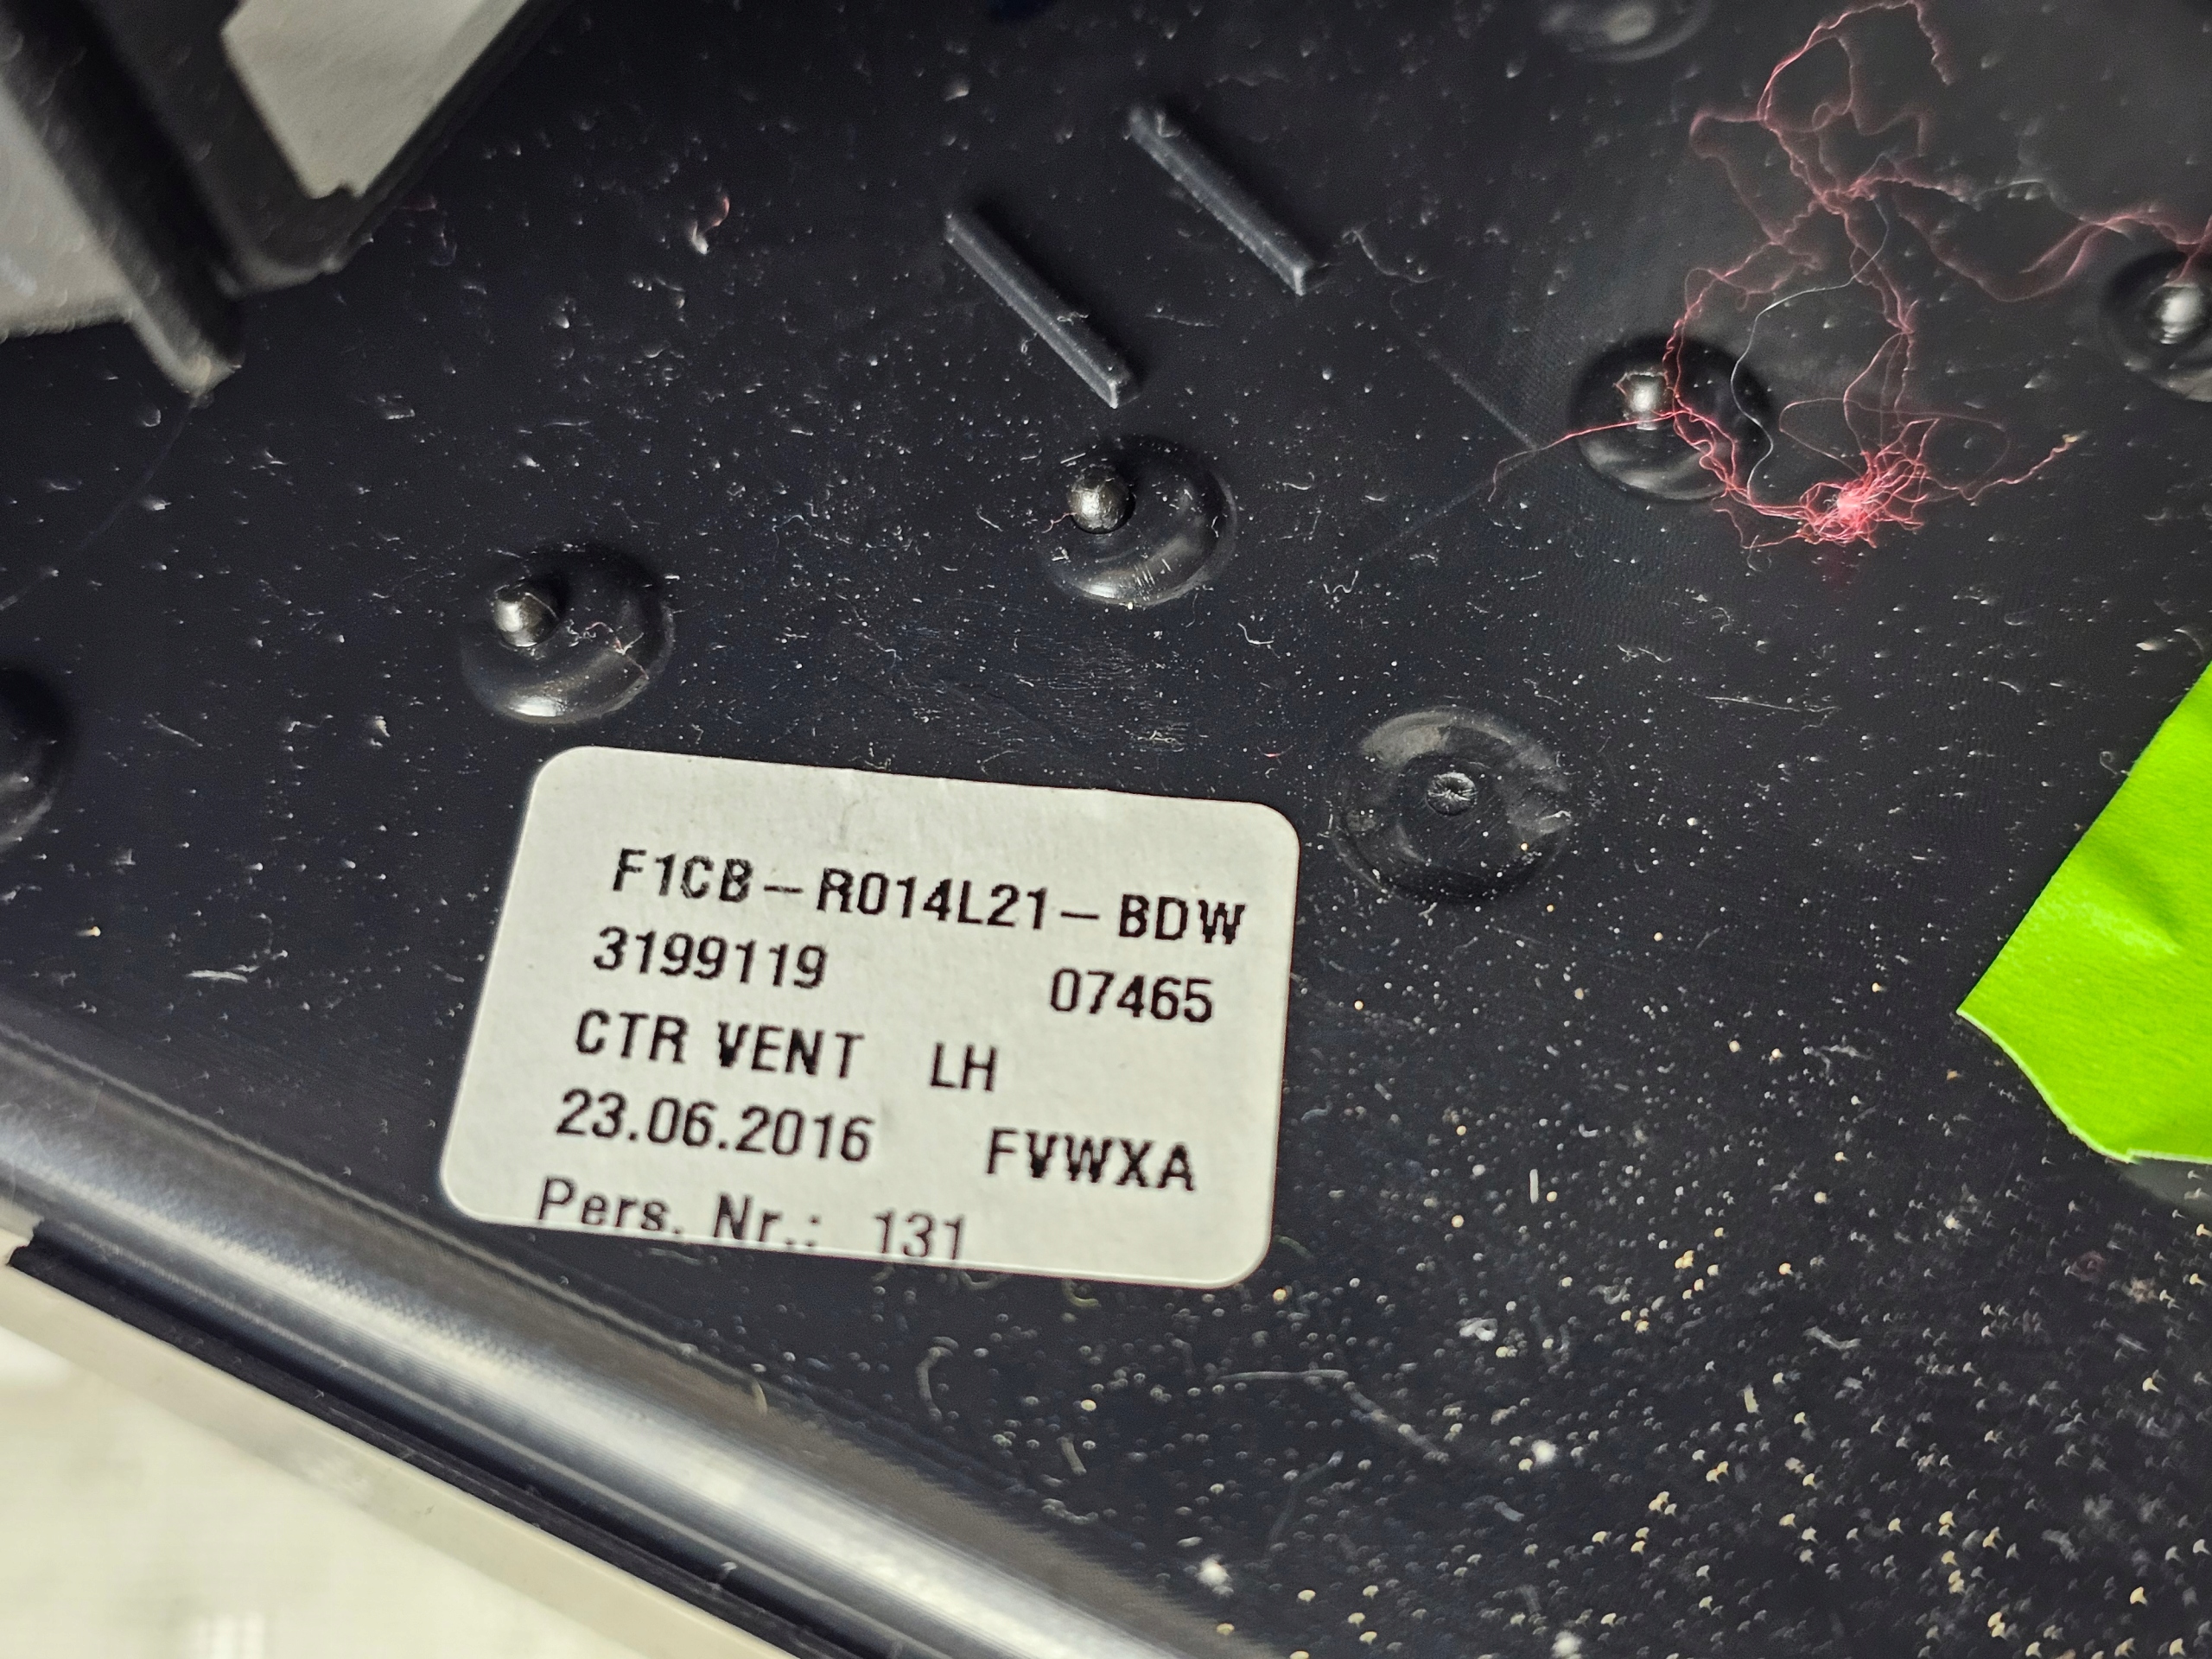 F1CB-R014L21-BDW
3199119 07465
CTR VENT LH
23.06.2016 FVWXA
Pers. Nr.: 131